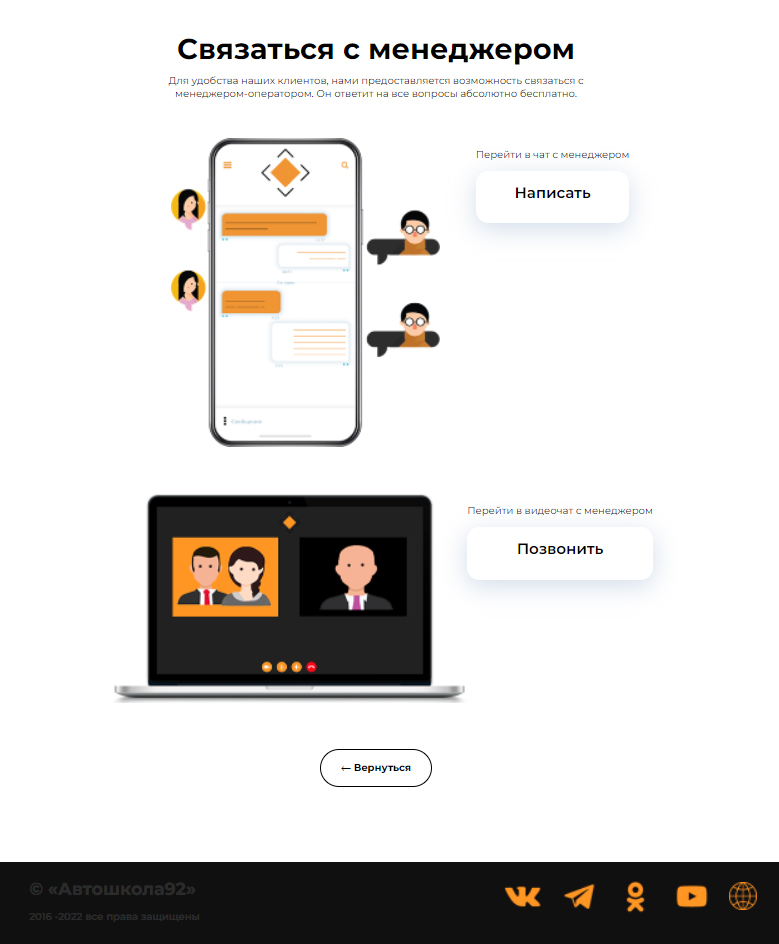 Связаться с менеджером
Для удобства наших клиентов, нами предоставляется возможность связаться с
менеджером-оператором. Он ответит на все вопросы абсолютно бесплатно.
Перейти в чат с менеджером
Написать
Сообщение
Перейти в видеочат с менеджером
Позвонить
← Вернуться
© «Автошкола92»
2016 -2022 все права защищены